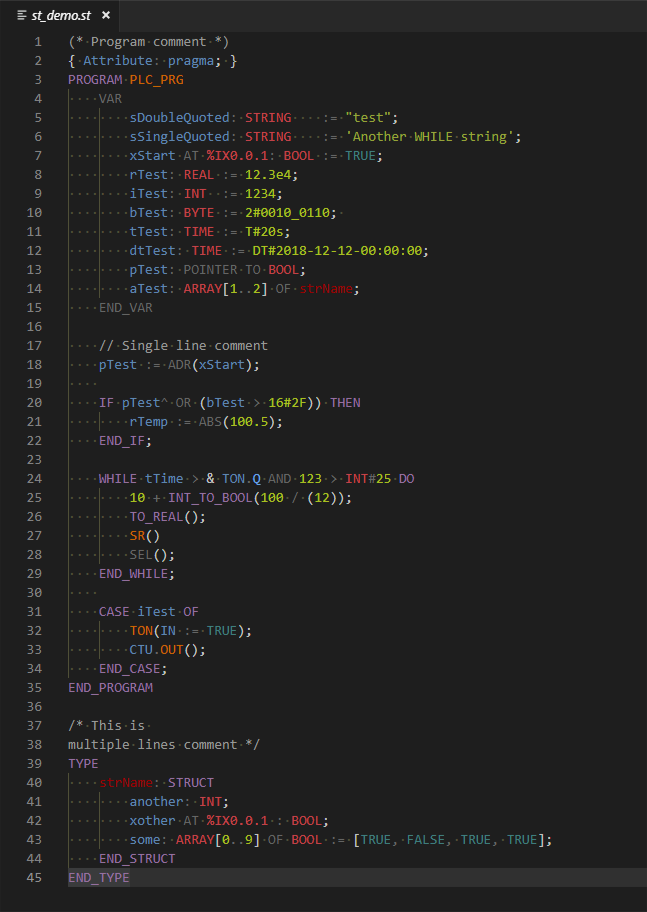 st_demo.st ×
1 (* Program comment *)
2 { Attribute: pragma; }
3 PROGRAM PLC_PRG
4     VAR
5         sDoubleQuoted: STRING    := "test";
6         sSingleQuoted: STRING    := 'Another WHILE string';
7         xStart AT %IX0.0.1: BOOL := TRUE;
8         rTest: REAL := 12.3e4;
9         iTest: INT  := 1234;
10         bTest: BYTE := 2#0010_0110;
11         tTest: TIME := T#20s;
12         dtTest: TIME := DT#2018-12-12-00:00:00;
13         pTest: POINTER TO BOOL;
14         aTest: ARRAY[1..2] OF strName;
15     END_VAR
16
17     // Single line comment
18     pTest := ADR(xStart);
19
20     IF pTest^ OR (bTest > 16#2F)) THEN
21         rTemp := ABS(100.5);
22     END_IF;
23
24     WHILE tTime > & TON.Q AND 123 > INT#25 DO
25         10 + INT_TO_BOOL(100 / (12));
26         TO_REAL();
27         SR()
28         SEL();
29     END_WHILE;
30
31     CASE iTest OF
32         TON(IN := TRUE);
33         CTU.OUT();
34     END_CASE;
35 END_PROGRAM
36
37 /* This is
38 multiple lines comment */
39 TYPE
40     strName: STRUCT
41         another: INT;
42         xother AT %IX0.0.1 : BOOL;
43         some: ARRAY[0..9] OF BOOL := [TRUE, FALSE, TRUE, TRUE];
44     END_STRUCT
45 END_TYPE